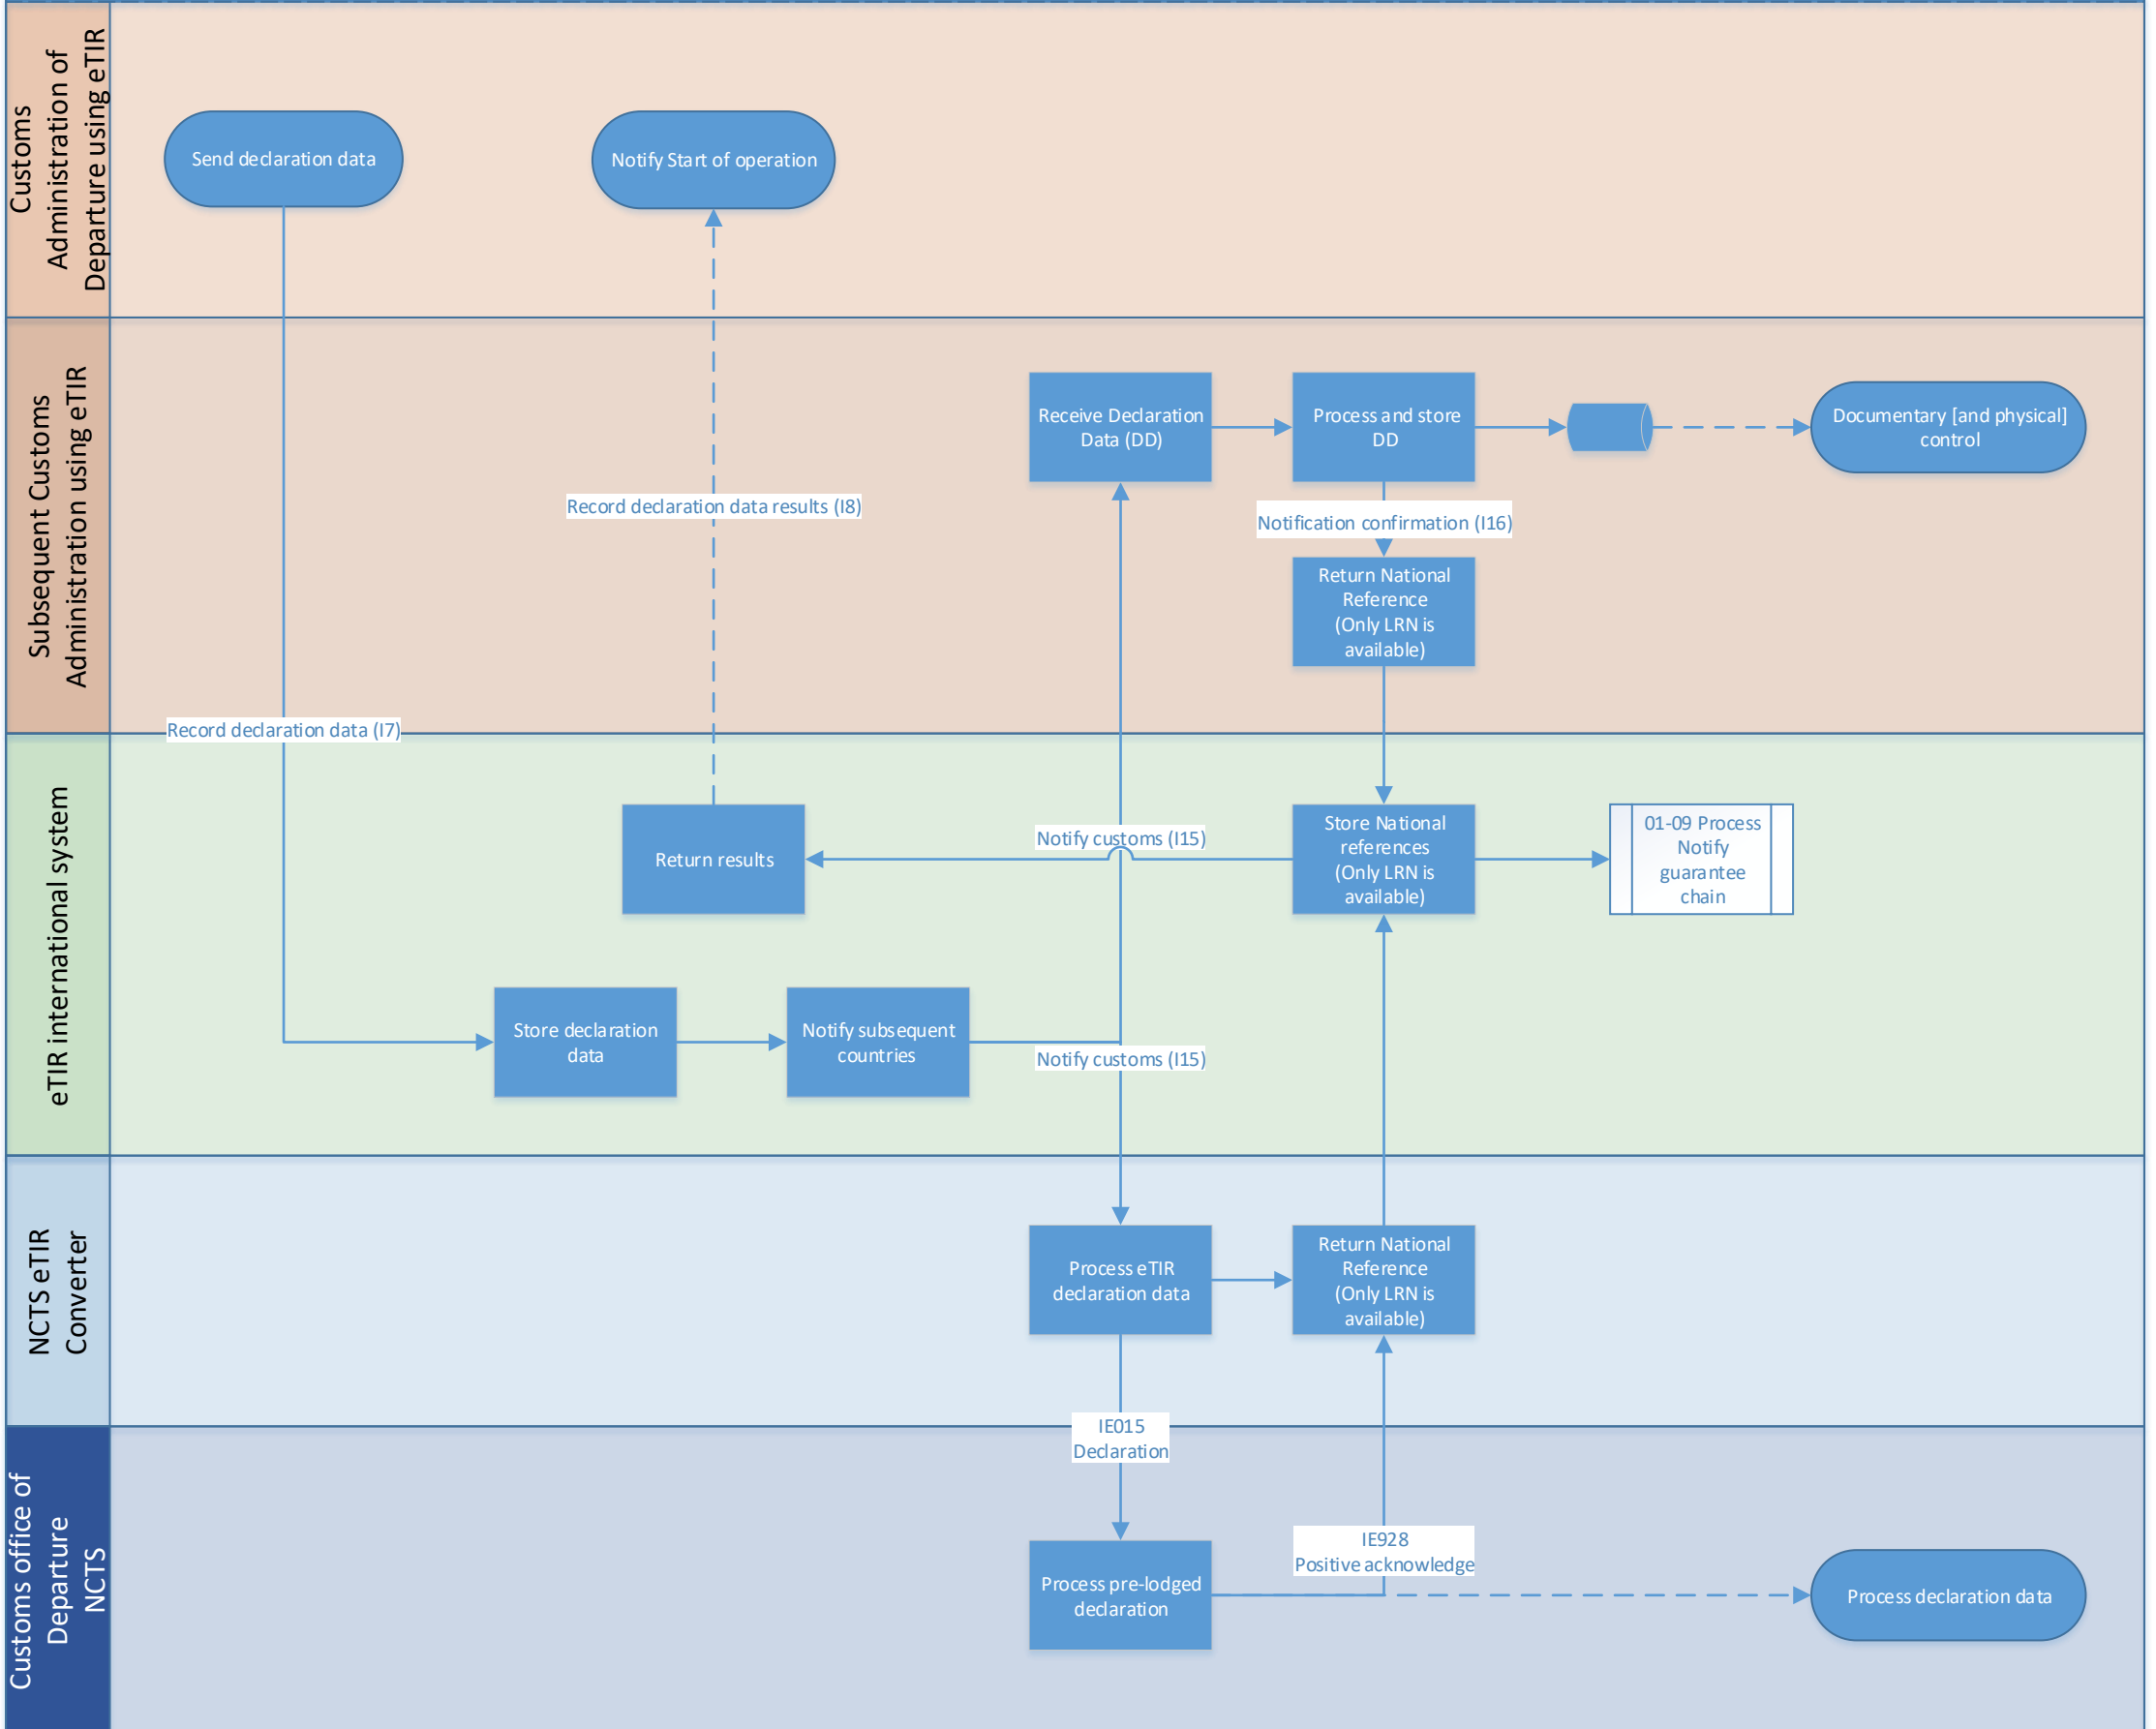 Customs
Administration of
Departure using eTIR
Send declaration data
Notify Start of operation
Subsequent Customs
Administration using eTIR
Receive Declaration
Data (DD)
Process and store
DD
Documentary [and physical]
control
Record declaration data results (I8)
Notification confirmation (I16)
Return National
Reference
(Only LRN is
available)
Record declaration data (I7)
eTIR international system
Return results
Notify customs (I15)
Store National
references
(Only LRN is
available)
01-09 Process
Notify
guarantee
chain
Store declaration
data
Notify subsequent
countries
Notify customs (I15)
NCTS eTIR
Converter
Process eTIR
declaration data
Return National
Reference
(Only LRN is
available)
IE015
Declaration
Customs office of
Departure
NCTS
IE928
Positive acknowledge
Process pre-lodged
declaration
Process declaration data